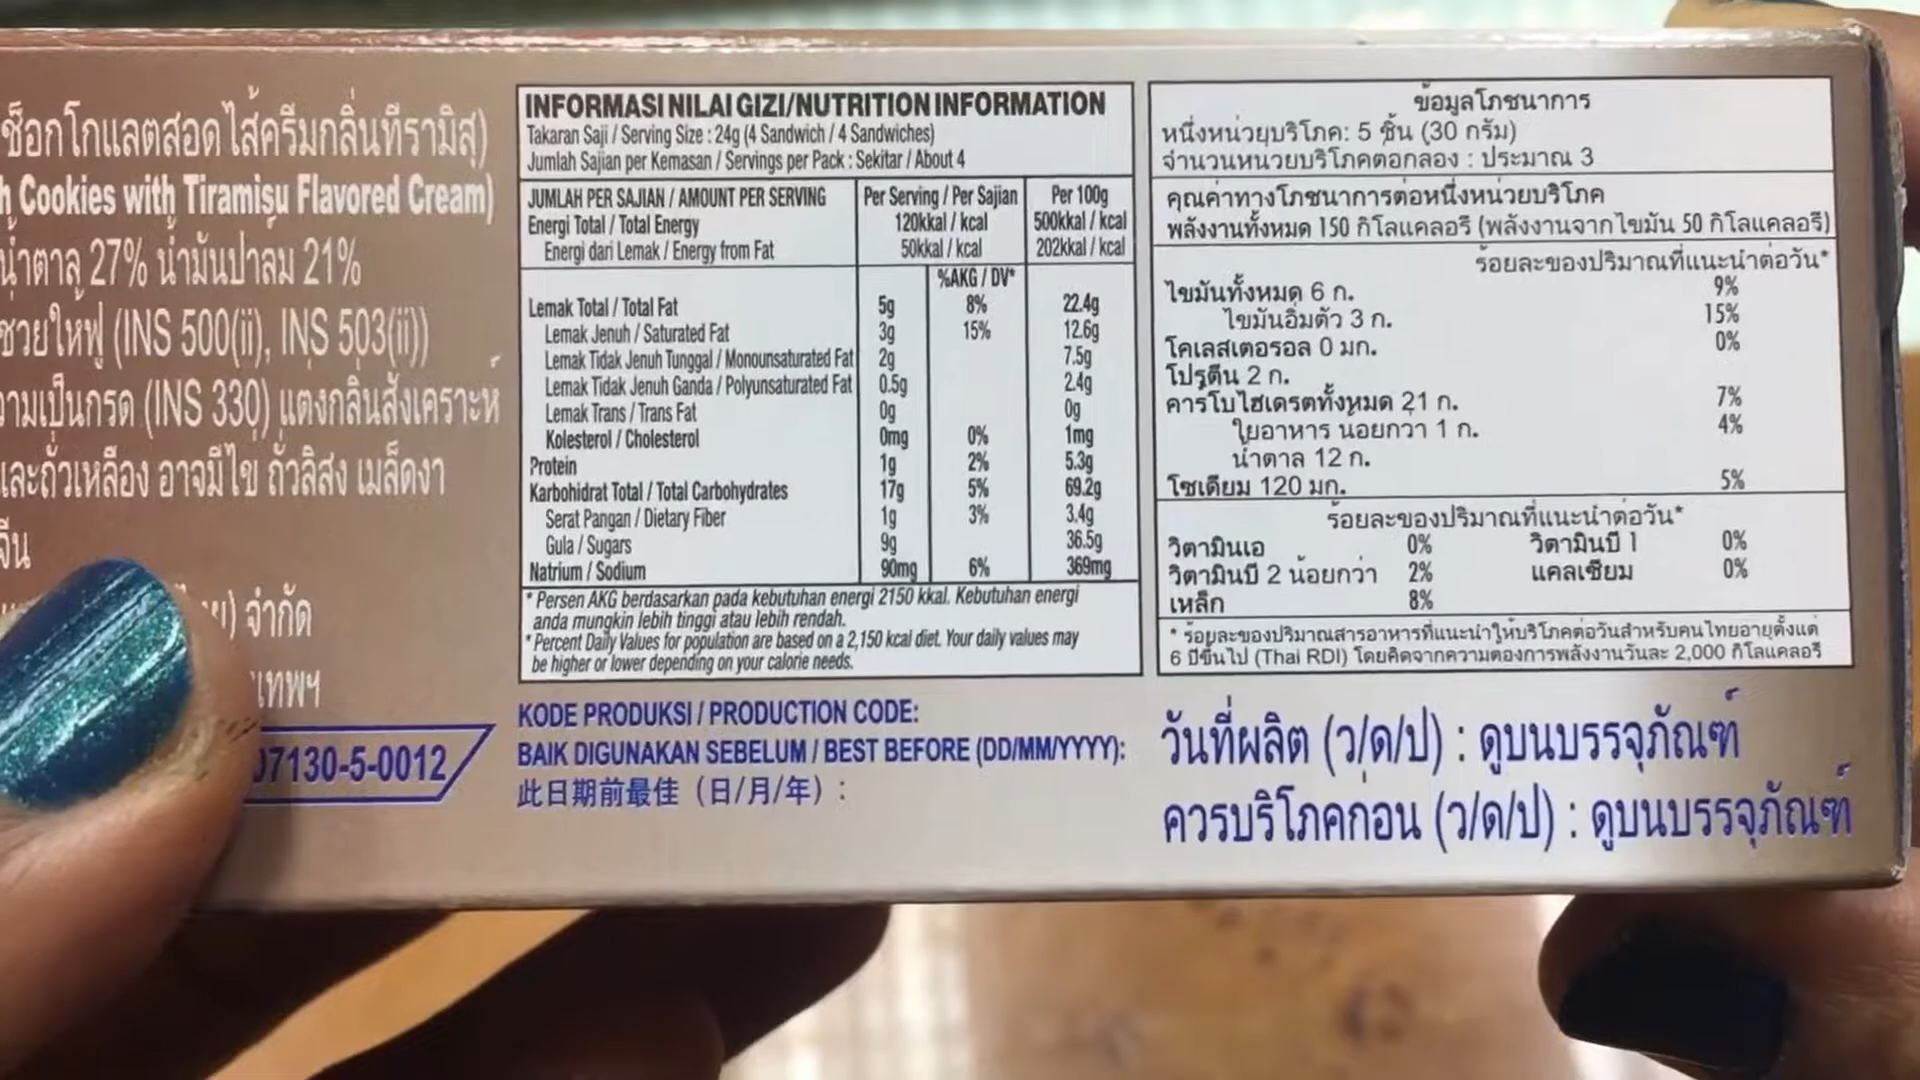 ช็อกโกแลตสอดไส้ครีมกลิ่นทีรามิสุ)
h Cookies with Tiramisu Flavored Cream)
น้ำตาล 27% น้ำมันปาล์ม 21%
ช่วยให้ฟู (INS 500(ii), INS 503(ii))
วามเป็นกรด (INS 330) แต่งกลิ่นสังเคราะห์
และถั่วเหลือง อาจมีไข่ ถั่วลิสง เมล็ดงา
จีน
จำกัด
07130-5-0012
INFORMASI NILAI GIZI/NUTRITION INFORMATION
Takaran Saji / Serving Size : 24g (4 Sandwich / 4 Sandwiches)
Jumlah Sajian per Kemasan / Servings per Pack : Sekitar / About 4
JUMLAH PER SAJIAN / AMOUNT PER SERVING Per Serving / Per Sajian Per 100g
Energi Total / Total Energy 120kkal / kcal 500kkal / kcal
Energi dari Lemak / Energy from Fat 50kkal / kcal 202kkal / kcal
%AKG / DV*
Lemak Total / Total Fat 5g 8% 22.4g
Lemak Jenuh / Saturated Fat 3g 15% 12.6g
Lemak Tidak Jenuh Tunggal / Monounsaturated Fat 2g 7.5g
Lemak Tidak Jenuh Ganda / Polyunsaturated Fat 0.5g 2.4g
Lemak Trans / Trans Fat 0g 0g
Kolesterol / Cholesterol 0mg 0% 1mg
Protein 1g 2% 5.3g
Karbohidrat Total / Total Carbohydrates 17g 5% 69.2g
Serat Pangan / Dietary Fiber 1g 3% 3.4g
Gula / Sugars 9g 36.5g
Natrium / Sodium 90mg 6% 369mg
* Persen AKG berdasarkan pada kebutuhan energi 2150 kkal. Kebutuhan energi
anda mungkin lebih tinggi atau lebih rendah.
* Percent Daily Values for population are based on a 2,150 kcal diet. Your daily values may
be higher or lower depending on your calorie needs.
KODE PRODUKSI / PRODUCTION CODE:
BAIK DIGUNAKAN SEBELUM / BEST BEFORE (DD/MM/YYYY):
此日期前最佳（日/月/年）:
ข้อมูลโภชนาการ
หนึ่งหน่วยบริโภค: 5 ชิ้น (30 กรัม)
จำนวนหน่วยบริโภคต่อกล่อง : ประมาณ 3
คุณค่าทางโภชนาการต่อหนึ่งหน่วยบริโภค
พลังงานทั้งหมด 150 กิโลแคลอรี (พลังงานจากไขมัน 50 กิโลแคลอรี)
ร้อยละของปริมาณที่แนะนำต่อวัน*
ไขมันทั้งหมด 6 ก. 9%
ไขมันอิ่มตัว 3 ก. 15%
โคเลสเตอรอล 0 มก. 0%
โปรตีน 2 ก.
คาร์โบไฮเดรตทั้งหมด 21 ก. 7%
ใยอาหาร น้อยกว่า 1 ก. 4%
น้ำตาล 12 ก.
โซเดียม 120 มก. 5%
ร้อยละของปริมาณที่แนะนำต่อวัน*
วิตามินเอ 0% วิตามินบี 1 0%
วิตามินบี 2 น้อยกว่า 2% แคลเซียม 0%
เหล็ก 8%
* ร้อยละของปริมาณสารอาหารที่แนะนำให้บริโภคต่อวันสำหรับคนไทยอายุตั้งแต่
6 ปีขึ้นไป (Thai RDI) โดยคิดจากความต้องการพลังงานวันละ 2,000 กิโลแคลอรี
วันที่ผลิต (ว/ด/ป) : ดูบนบรรจุภัณฑ์
ควรบริโภคก่อน (ว/ด/ป) : ดูบนบรรจุภัณฑ์